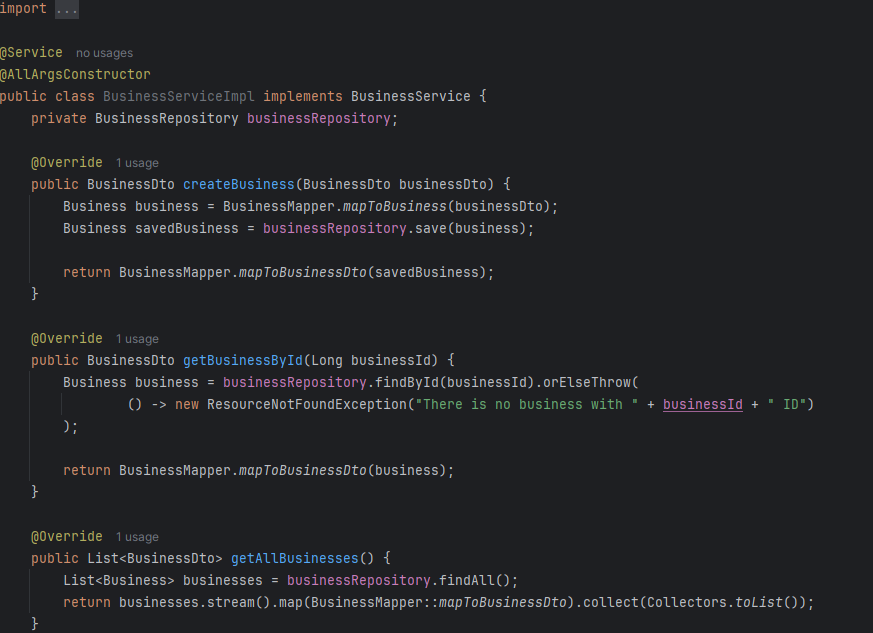 import ...
@Service no usages
@AllArgsConstructor
public class BusinessServiceImpl implements BusinessService {
    private BusinessRepository businessRepository;
    @Override 1 usage
    public BusinessDto createBusiness(BusinessDto businessDto) {
        Business business = BusinessMapper.mapToBusiness(businessDto);
        Business savedBusiness = businessRepository.save(business);
        return BusinessMapper.mapToBusinessDto(savedBusiness);
    }
    @Override 1 usage
    public BusinessDto getBusinessById(Long businessId) {
        Business business = businessRepository.findById(businessId).orElseThrow(
                () -> new ResourceNotFoundException("There is no business with " + businessId + " ID")
        );
        return BusinessMapper.mapToBusinessDto(business);
    }
    @Override 1 usage
    public List<BusinessDto> getAllBusinesses() {
        List<Business> businesses = businessRepository.findAll();
        return businesses.stream().map(BusinessMapper::mapToBusinessDto).collect(Collectors.toList());
    }